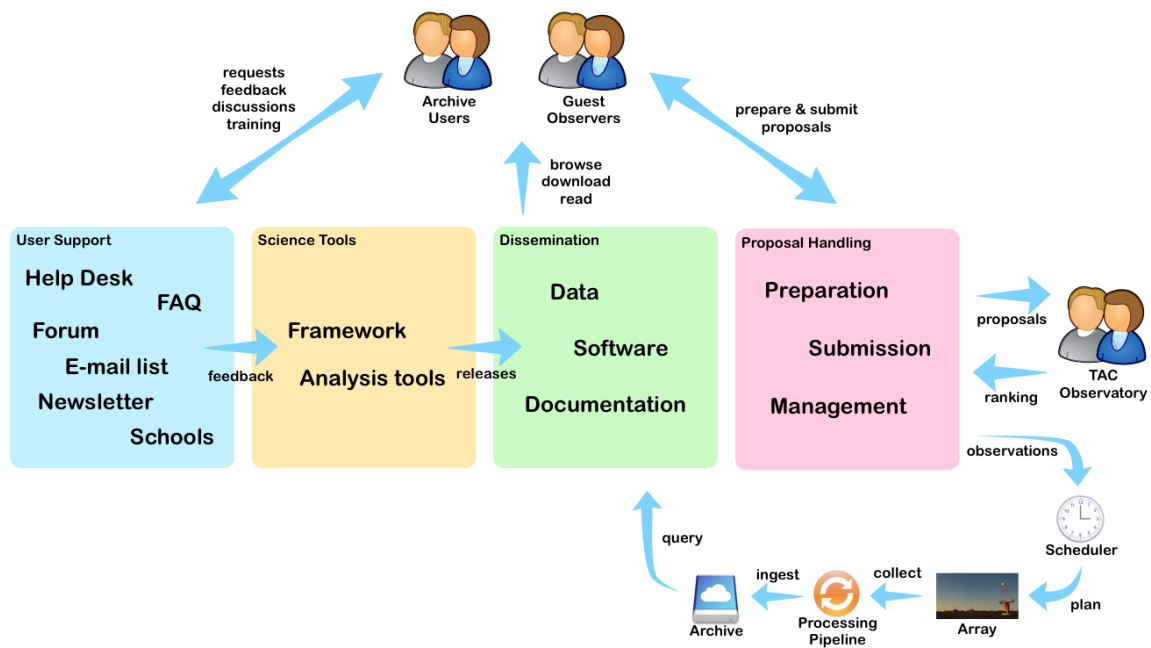 requests
feedback
discussions
training
Archive
Users
Guest
Observers
prepare & submit
proposals
browse
download
read
User Support
Help Desk
FAQ
Forum
E-mail list
Newsletter
Schools
feedback
Science Tools
Framework
Analysis tools
releases
Dissemination
Data
Software
Documentation
Proposal Handling
Preparation
Submission
Management
proposals
ranking
TAC
Observatory
observations
Scheduler
plan
Array
collect
Processing
Pipeline
ingest
Archive
query